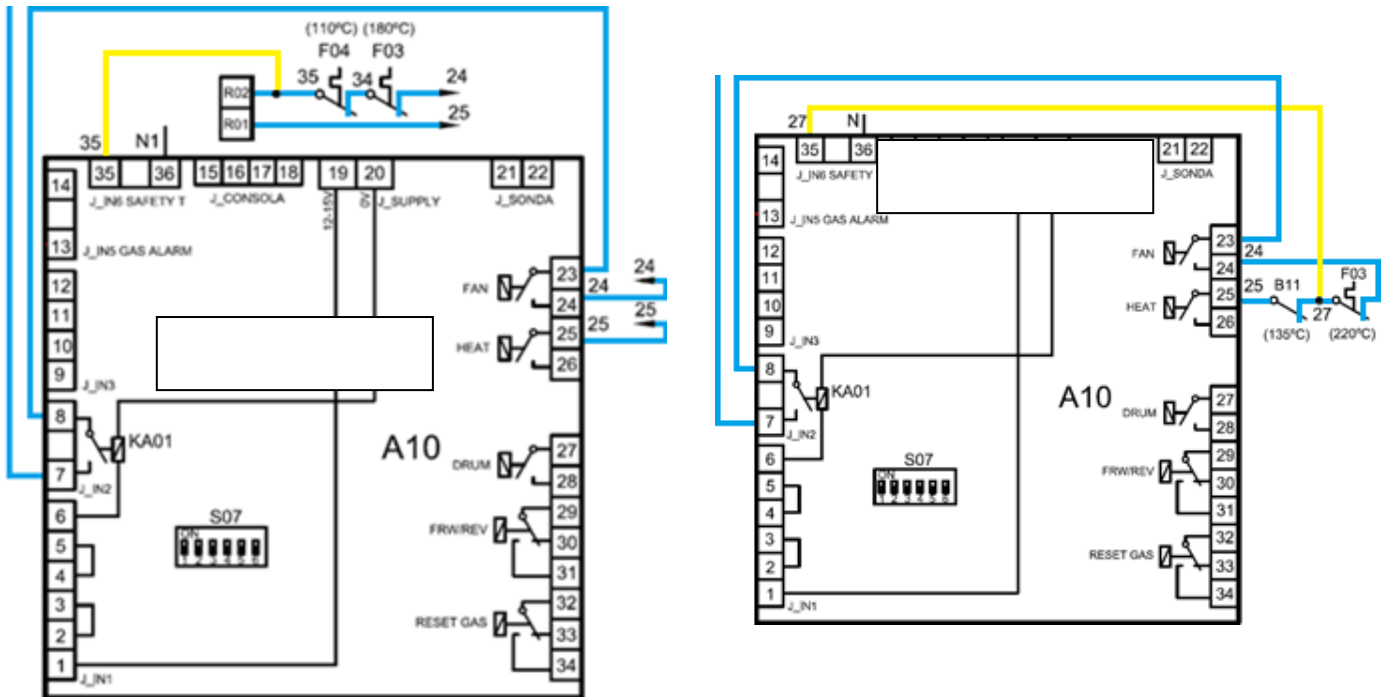 (110ºC) (180ºC)
F04 F03
35 34 24
R02
R01 25
35 N1
35 36 15 16 17 18 19 20 21 22
J_IN6 SAFETY T J_CONSOLA 12-15V 0V J_SUPPLY J_SONDA
14
13 J_IN5 GAS ALARM
12
11
10
9 J_IN3
8
7 J_IN2
KA01
6
5
4
3
2
1 J_IN1
A10
S07
ON
1 2 3 4 5 6
FAN 23 24
24 24
HEAT 25 25 25
26
DRUM 27
28
FRW/REV 29
30
31
RESET GAS 32
33
34
27 N
35 36 21 22
J_IN6 SAFETY J_SONDA
14
13 J_IN5 GAS ALARM
12
11
10
9 J_IN3
8
7 J_IN2
KA01
6
5
4
3
2
1 J_IN1
A10
S07
ON
1 2 3 4 5 6
FAN 23
24 24
HEAT 25 25 B11 27 F03
26 (135ºC) (220ºC)
DRUM 27
28
FRW/REV 29
30
31
RESET GAS 32
33
34